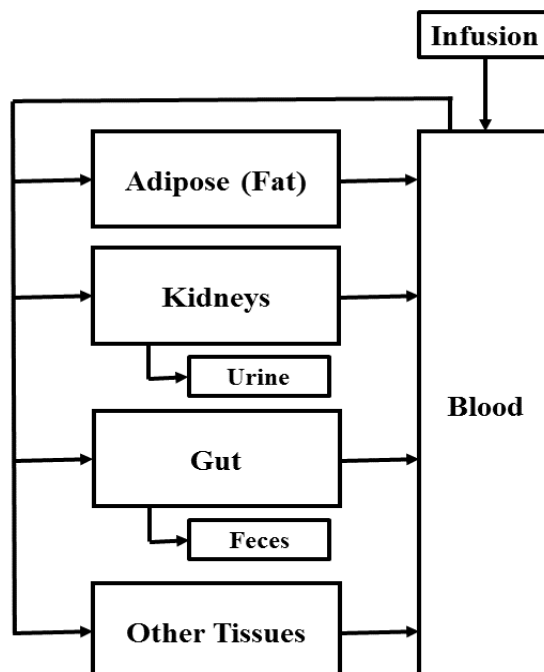 Infusion
Adipose (Fat)
Kidneys
Urine
Blood
Gut
Feces
Other Tissues